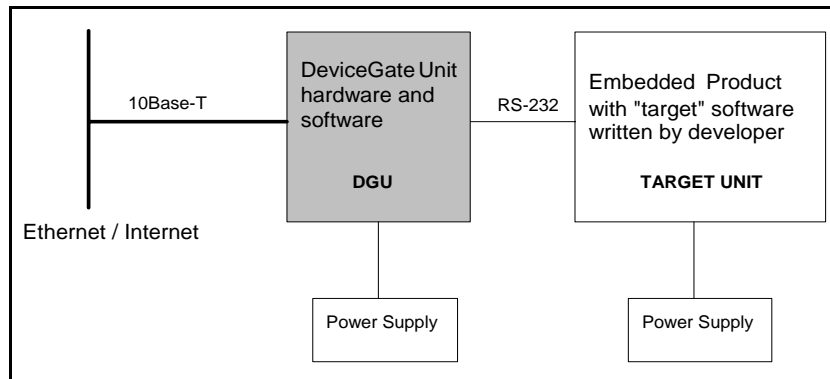 10Base-T
Ethernet / Internet
DeviceGate Unit
hardware and
software
DGU
RS-232
Embedded Product
with "target" software
written by developer
TARGET UNIT
Power Supply
Power Supply